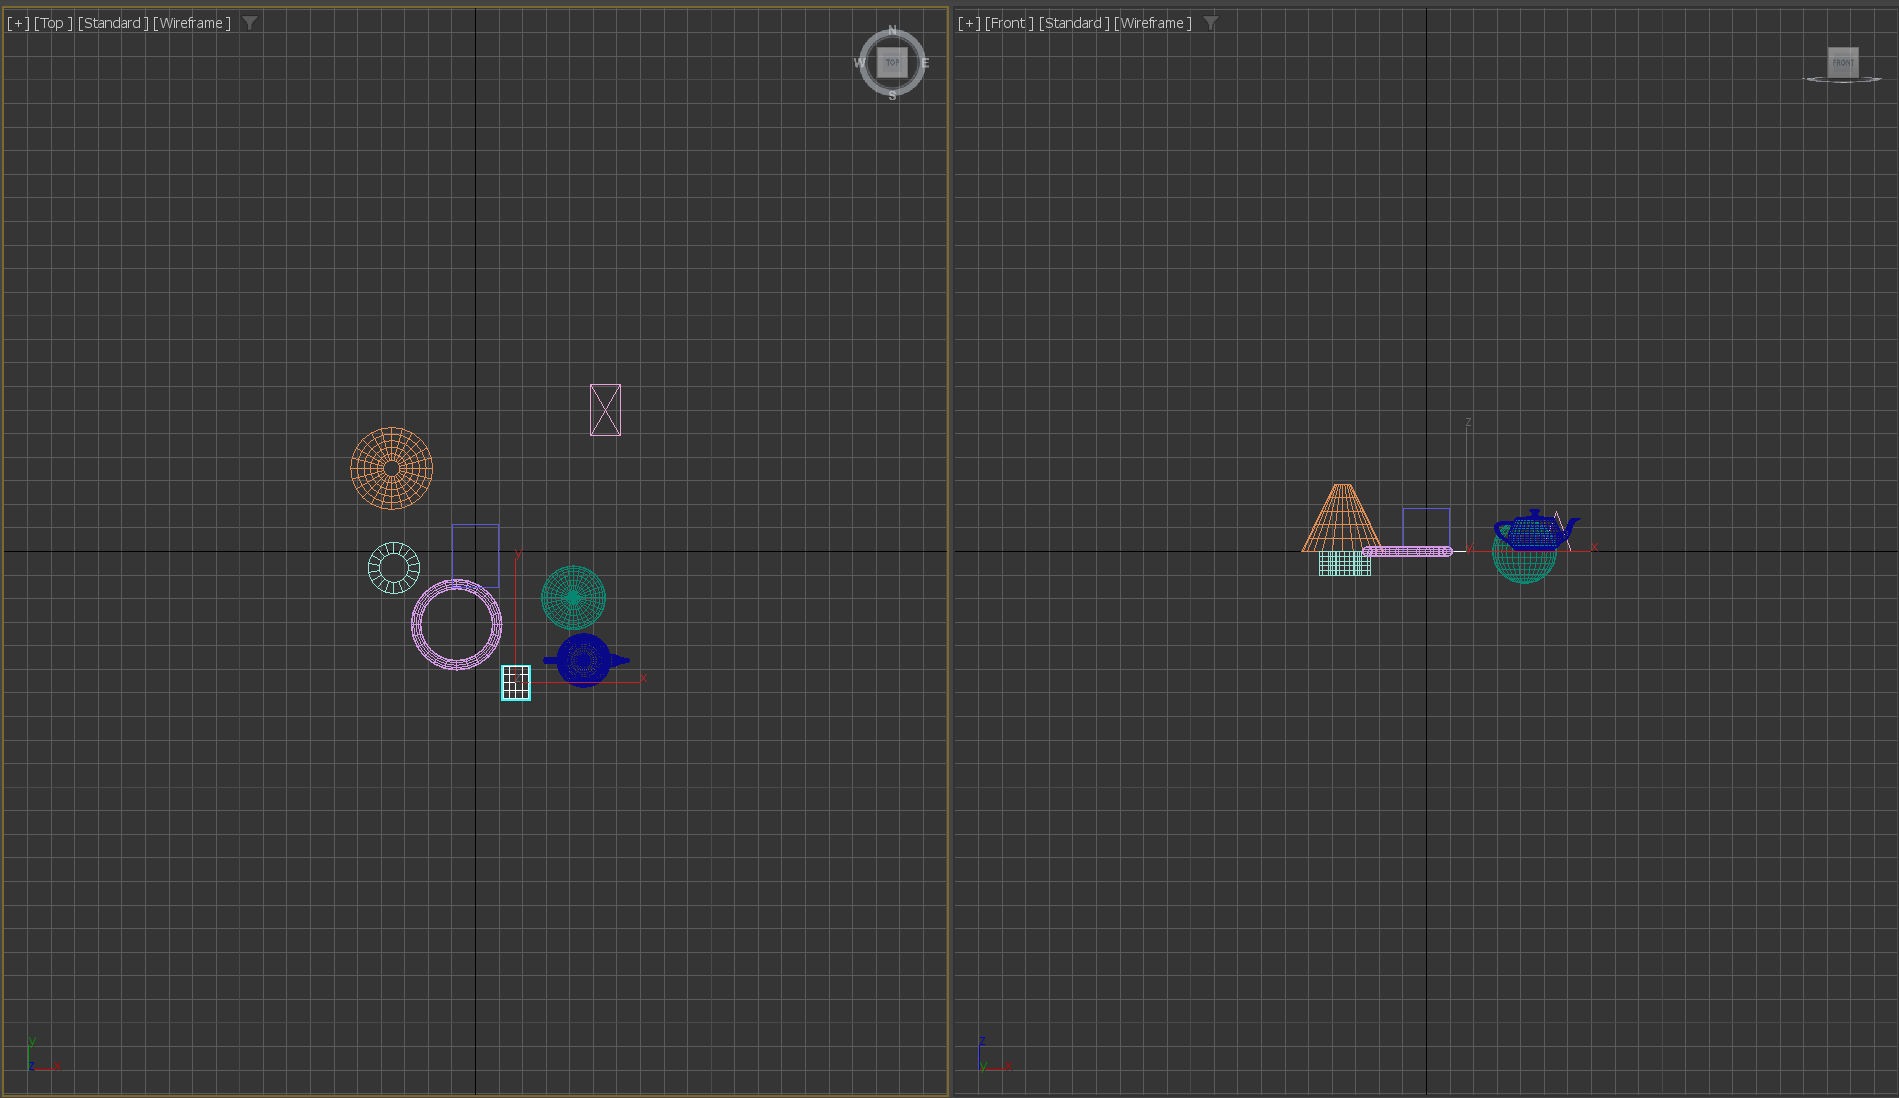 [+] [Top ] [Standard ] [Wireframe ]
N
W TOP E
S
y
x
y
z x
[+] [Front ] [Standard ] [Wireframe ]
FRONT
z
y x
z
y x